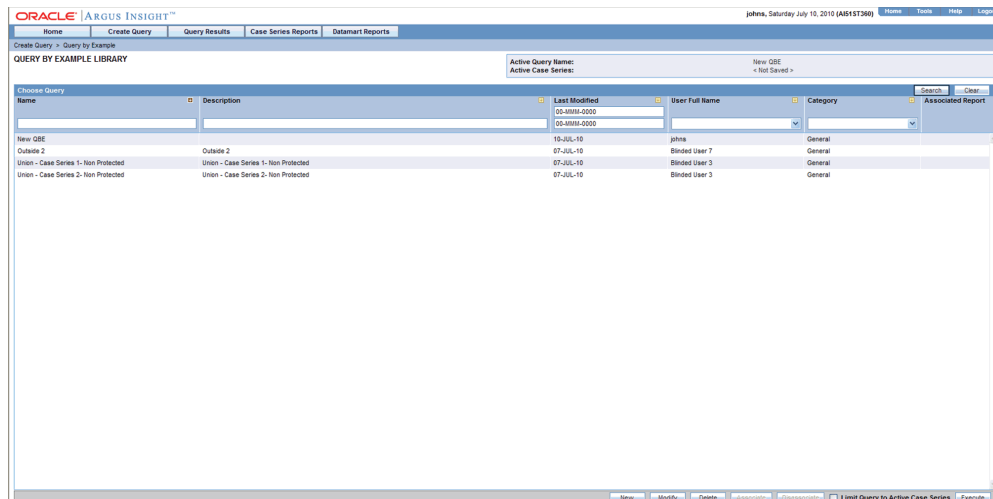 ORACLE | ARGUS INSIGHT™
johns, Saturday July 10, 2010 (AI51ST360) Home Tools Help Logo
Home Create Query Query Results Case Series Reports Datamart Reports
Create Query > Query by Example
QUERY BY EXAMPLE LIBRARY
Active Query Name: New QBE
Active Case Series: < Not Saved >
Choose Query Search Clear
Name Description Last Modified User Full Name Category Associated Report
00-MMM-0000
00-MMM-0000
New QBE 10-JUL-10 johns General
Outside 2 Outside 2 07-JUL-10 Blinded User 7 General
Union - Case Series 1- Non Protected Union - Case Series 1- Non Protected 07-JUL-10 Blinded User 3 General
Union - Case Series 2- Non Protected Union - Case Series 2- Non Protected 07-JUL-10 Blinded User 3 General
New Modify Delete Associate Disassociate Limit Query to Active Case Series Execute